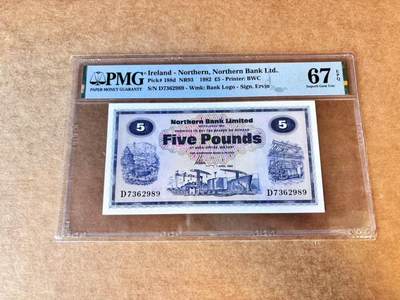 PMG
PAPER MONEY GUARANTY
Ireland - Northern, Northern Bank Ltd.
Pick# 188d NR93 1982 £5 - Printer: BWC
S/N D7362989 - Wmk: Bank Logo - Sign. Ervin
67 EPQ
Superb Gem Unc
5
Northern Bank Limited
5
Five Pounds
D7362989
D7362989